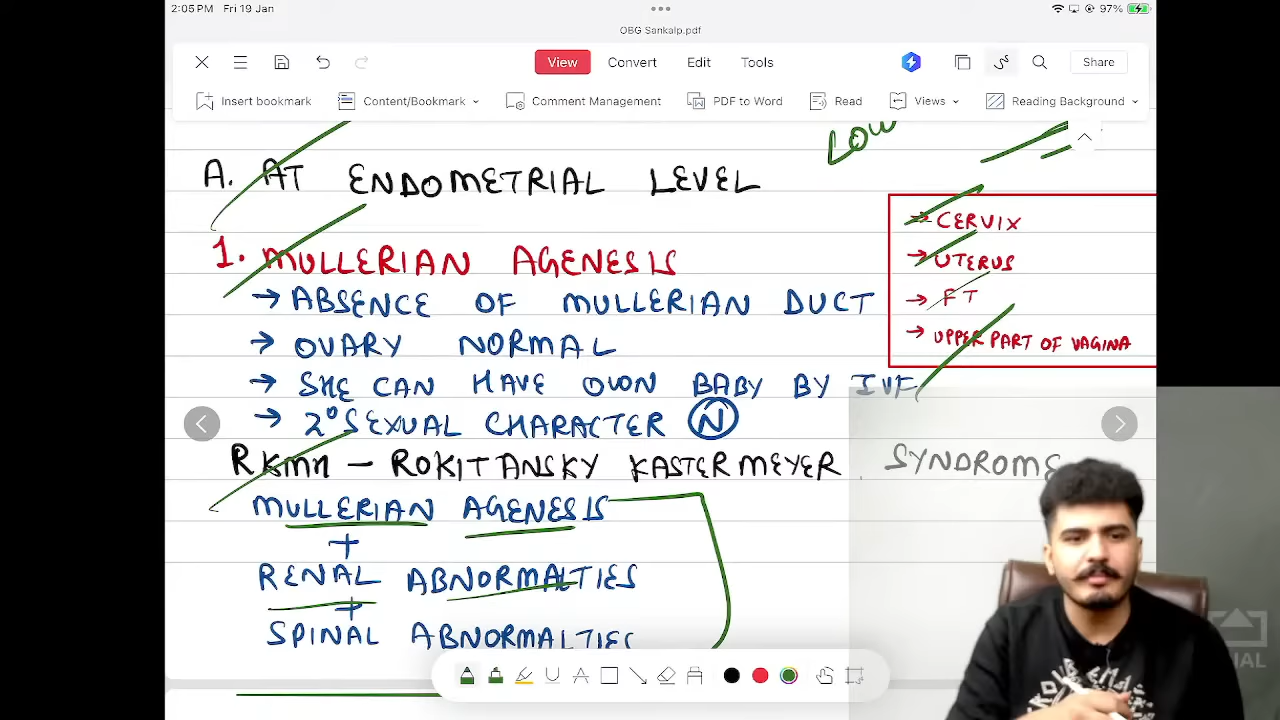 2:05 PM Fri 19 Jan
97%
OBG Sankalp.pdf
View Convert Edit Tools Share
Insert bookmark Content/Bookmark Comment Management PDF to Word Read Views Reading Background
LOW
A. AT ENDOMETRIAL LEVEL
→ CERVIX
→ UTERUS
→ FT
→ UPPER PART OF VAGINA
1. MULLERIAN AGENESIS
→ ABSENCE OF MULLERIAN DUCT
→ OVARY NORMAL
→ SHE CAN HAVE OWN BABY BY IVF
→ 2° SEXUAL CHARACTER N
RKMH - ROKITANSKY KASTERMEYER SYNDROME
MULLERIAN AGENESIS
+
RENAL ABNORMALTIES
+
SPINAL ABNORMALTIES